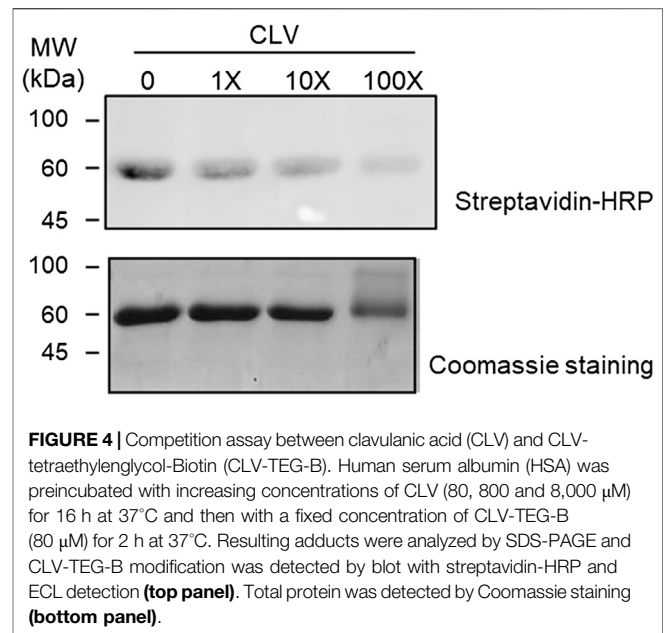 CLV
MW
(kDa)
0 1X 10X 100X
100
60
45
Streptavidin-HRP
100
60
45
Coomassie staining
FIGURE 4 | Competition assay between clavulanic acid (CLV) and CLV-
tetraethylenglycol-Biotin (CLV-TEG-B). Human serum albumin (HSA) was
preincubated with increasing concentrations of CLV (80, 800 and 8,000 μM)
for 16 h at 37°C and then with a fixed concentration of CLV-TEG-B
(80 μM) for 2 h at 37°C. Resulting adducts were analyzed by SDS-PAGE and
CLV-TEG-B modification was detected by blot with streptavidin-HRP and
ECL detection (top panel). Total protein was detected by Coomassie staining
(bottom panel).